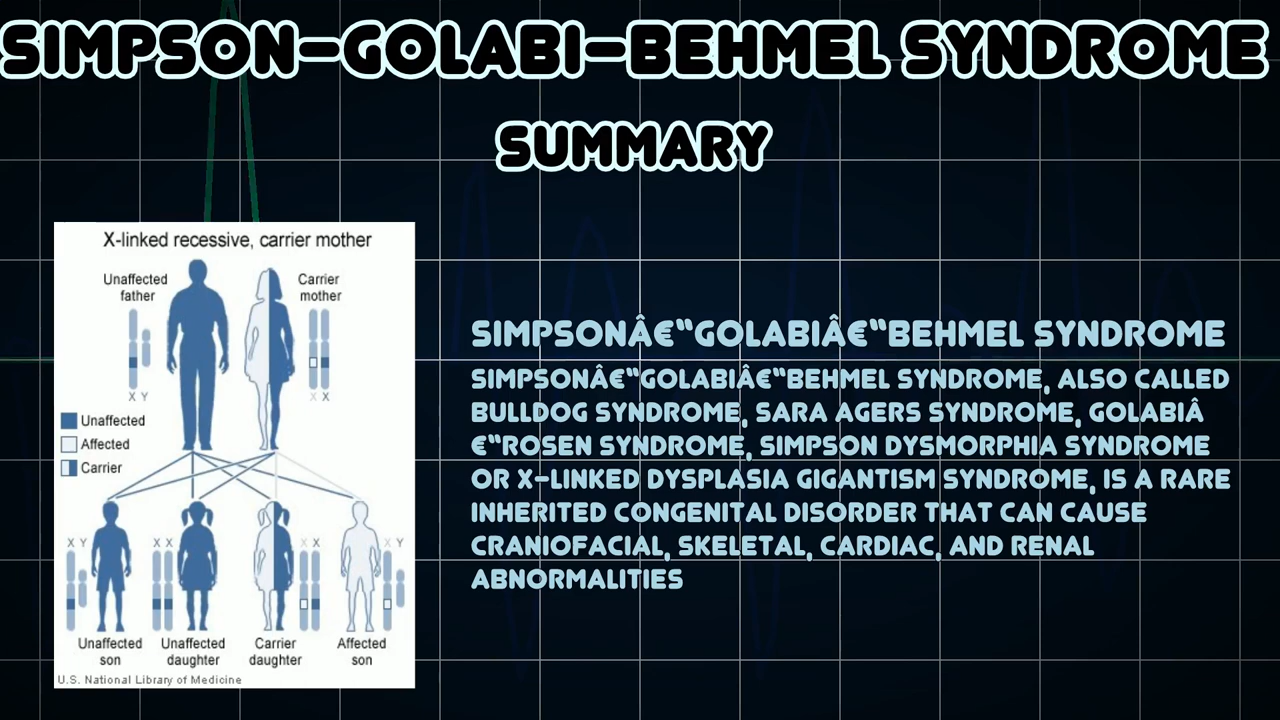 SIMPSON-GOLABI-BEHMEL SYNDROME
SUMMARY
X-linked recessive, carrier mother
Unaffected father
Carrier mother
X Y
X X
Unaffected
Affected
Carrier
X Y
X X
X X
X Y
Unaffected son
Unaffected daughter
Carrier daughter
Affected son
U.S. National Library of Medicine
SIMPSONÂ€“GOLABIÂ€“BEHMEL SYNDROME
SIMPSONÂ€“GOLABIÂ€“BEHMEL SYNDROME, ALSO CALLED
BULLDOG SYNDROME, SARA AGERS SYNDROME, GOLABIÂ
€“ROSEN SYNDROME, SIMPSON DYSMORPHIA SYNDROME
OR X-LINKED DYSPLASIA GIGANTISM SYNDROME, IS A RARE
INHERITED CONGENITAL DISORDER THAT CAN CAUSE
CRANIOFACIAL, SKELETAL, CARDIAC, AND RENAL
ABNORMALITIES